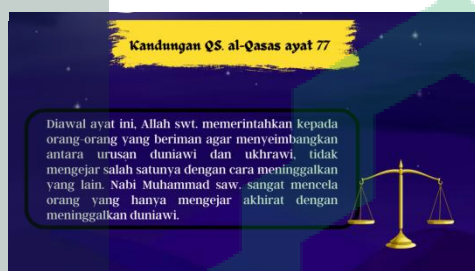 Kandungan QS. al-Qasas ayat 77
Diawal ayat ini, Allah swt. memerintahkan kepada
orang-orang yang beriman agar menyeimbangkan
antara urusan duniawi dan ukhrawi, tidak
mengejar salah satunya dengan cara meninggalkan
yang lain. Nabi Muhammad saw. sangat mencela
orang yang hanya mengejar akhirat dengan
meninggalkan duniawi.